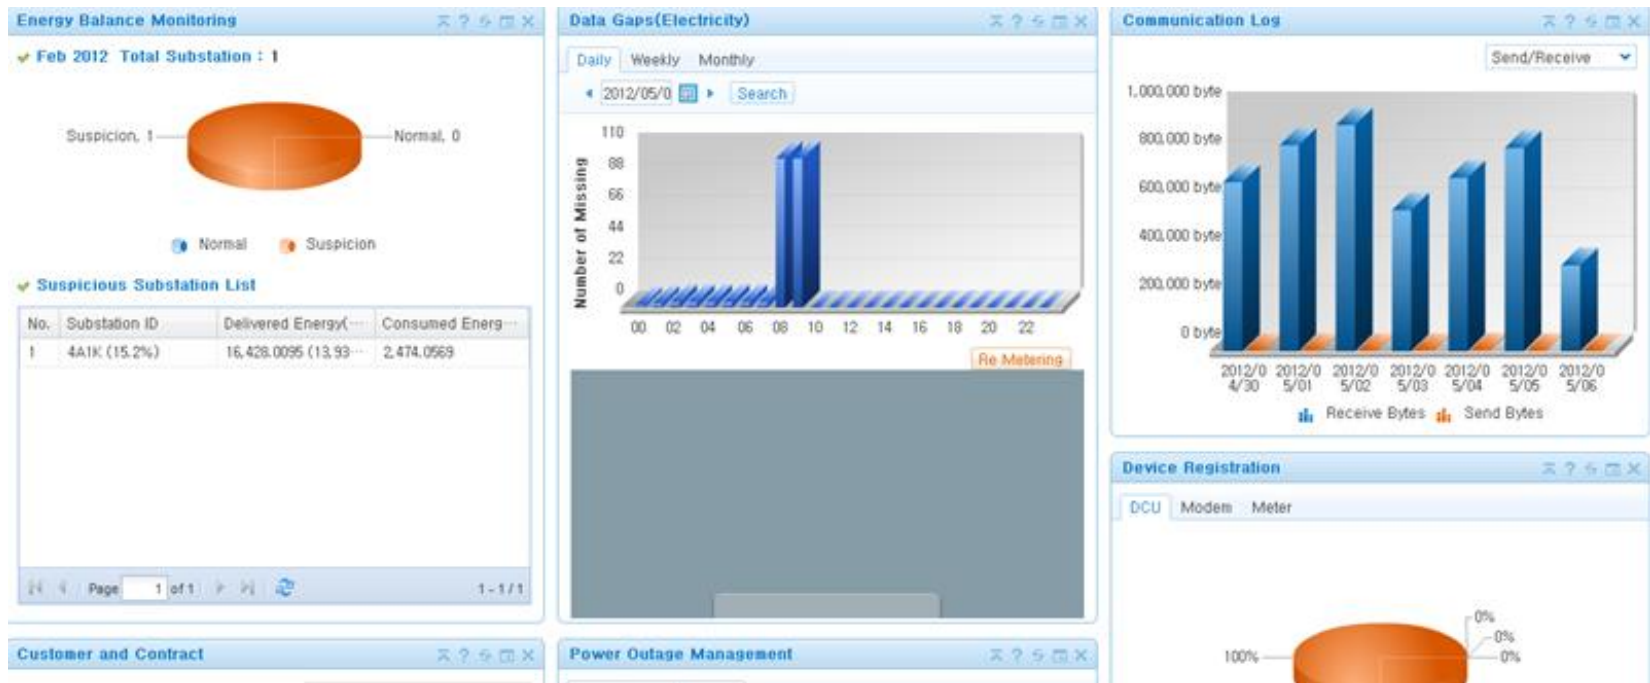 Energy Balance Monitoring
Feb 2012 Total Substation : 1
Suspicion, 1
Normal, 0
Normal
Suspicion
Suspicious Substation List
No. Substation ID Delivered Energy(··· Consumed Energ···
1 4A1K (15.2%) 16,428.0095 (13,93··· 2,474.0569
Page 1 of 1
1 - 1 / 1
Customer and Contract
Data Gaps(Electricity)
Daily Weekly Monthly
2012/05/0 Search
Number of Missing
110
88
66
44
22
0
00 02 04 06 08 10 12 14 16 18 20 22
Re Metering
Power Outage Management
Communication Log
Send/Receive
1,000,000 byte
800,000 byte
600,000 byte
400,000 byte
200,000 byte
0 byte
2012/0 2012/0 2012/0 2012/0 2012/0 2012/0 2012/0
4/30 5/01 5/02 5/03 5/04 5/05 5/06
Receive Bytes Send Bytes
Device Registration
DCU Modem Meter
100%
0%
0%
0%